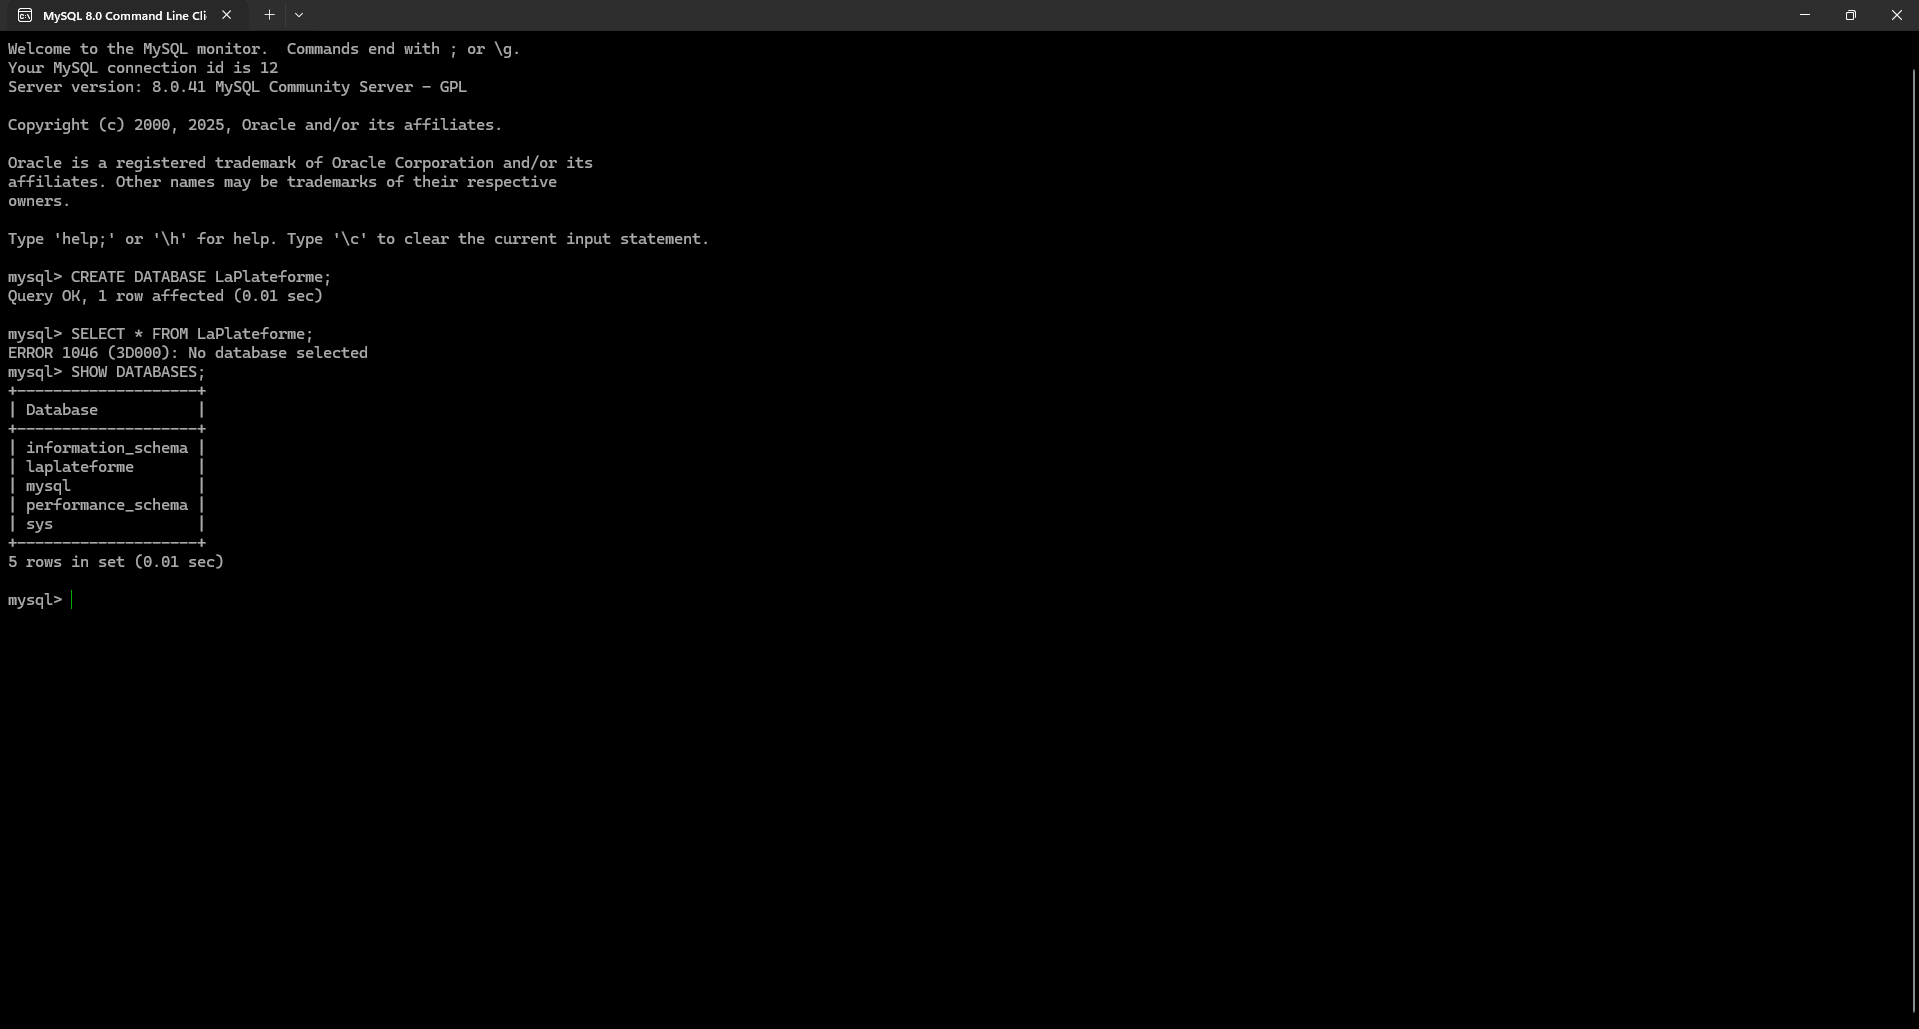 MySQL 8.0 Command Line Cli
Welcome to the MySQL monitor.  Commands end with ; or \g.
Your MySQL connection id is 12
Server version: 8.0.41 MySQL Community Server - GPL

Copyright (c) 2000, 2025, Oracle and/or its affiliates.

Oracle is a registered trademark of Oracle Corporation and/or its
affiliates. Other names may be trademarks of their respective
owners.

Type 'help;' or '\h' for help. Type '\c' to clear the current input statement.

mysql> CREATE DATABASE LaPlateforme;
Query OK, 1 row affected (0.01 sec)

mysql> SELECT * FROM LaPlateforme;
ERROR 1046 (3D000): No database selected
mysql> SHOW DATABASES;
+--------------------+
| Database           |
+--------------------+
| information_schema |
| laplateforme       |
| mysql              |
| performance_schema |
| sys                |
+--------------------+
5 rows in set (0.01 sec)

mysql>